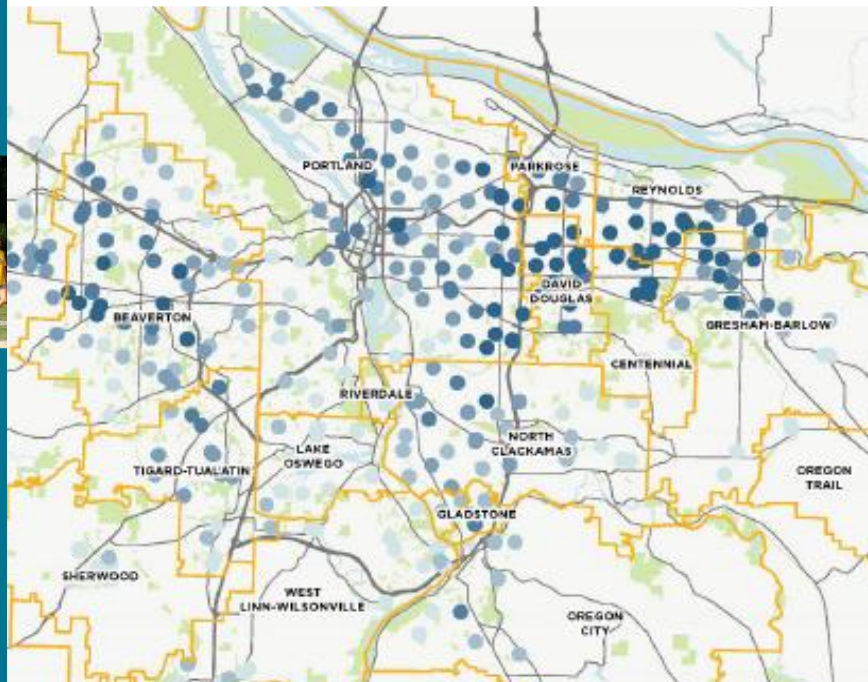 PORTLAND
PARKROSE
REYNOLDS
DAVID
DOUGLAS
BEAVERTON
GRESHAM-BARLOW
CENTENNIAL
RIVERDALE
LAKE
OSWEGO
NORTH
CLACKAMAS
TIGARD-TUALATIN
OREGON
TRAIL
GLADSTONE
SHERWOOD
WEST
LINN-WILSONVILLE
OREGON
CITY